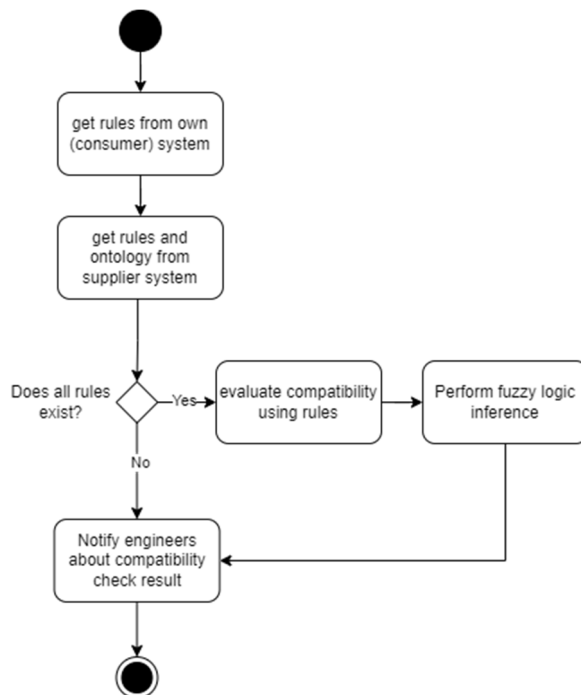 get rules from own
(consumer) system
get rules and
ontology from
supplier system
Does all rules
exist?
Yes
evaluate compatibility
using rules
Perform fuzzy logic
inference
No
Notify engineers
about compatibility
check result